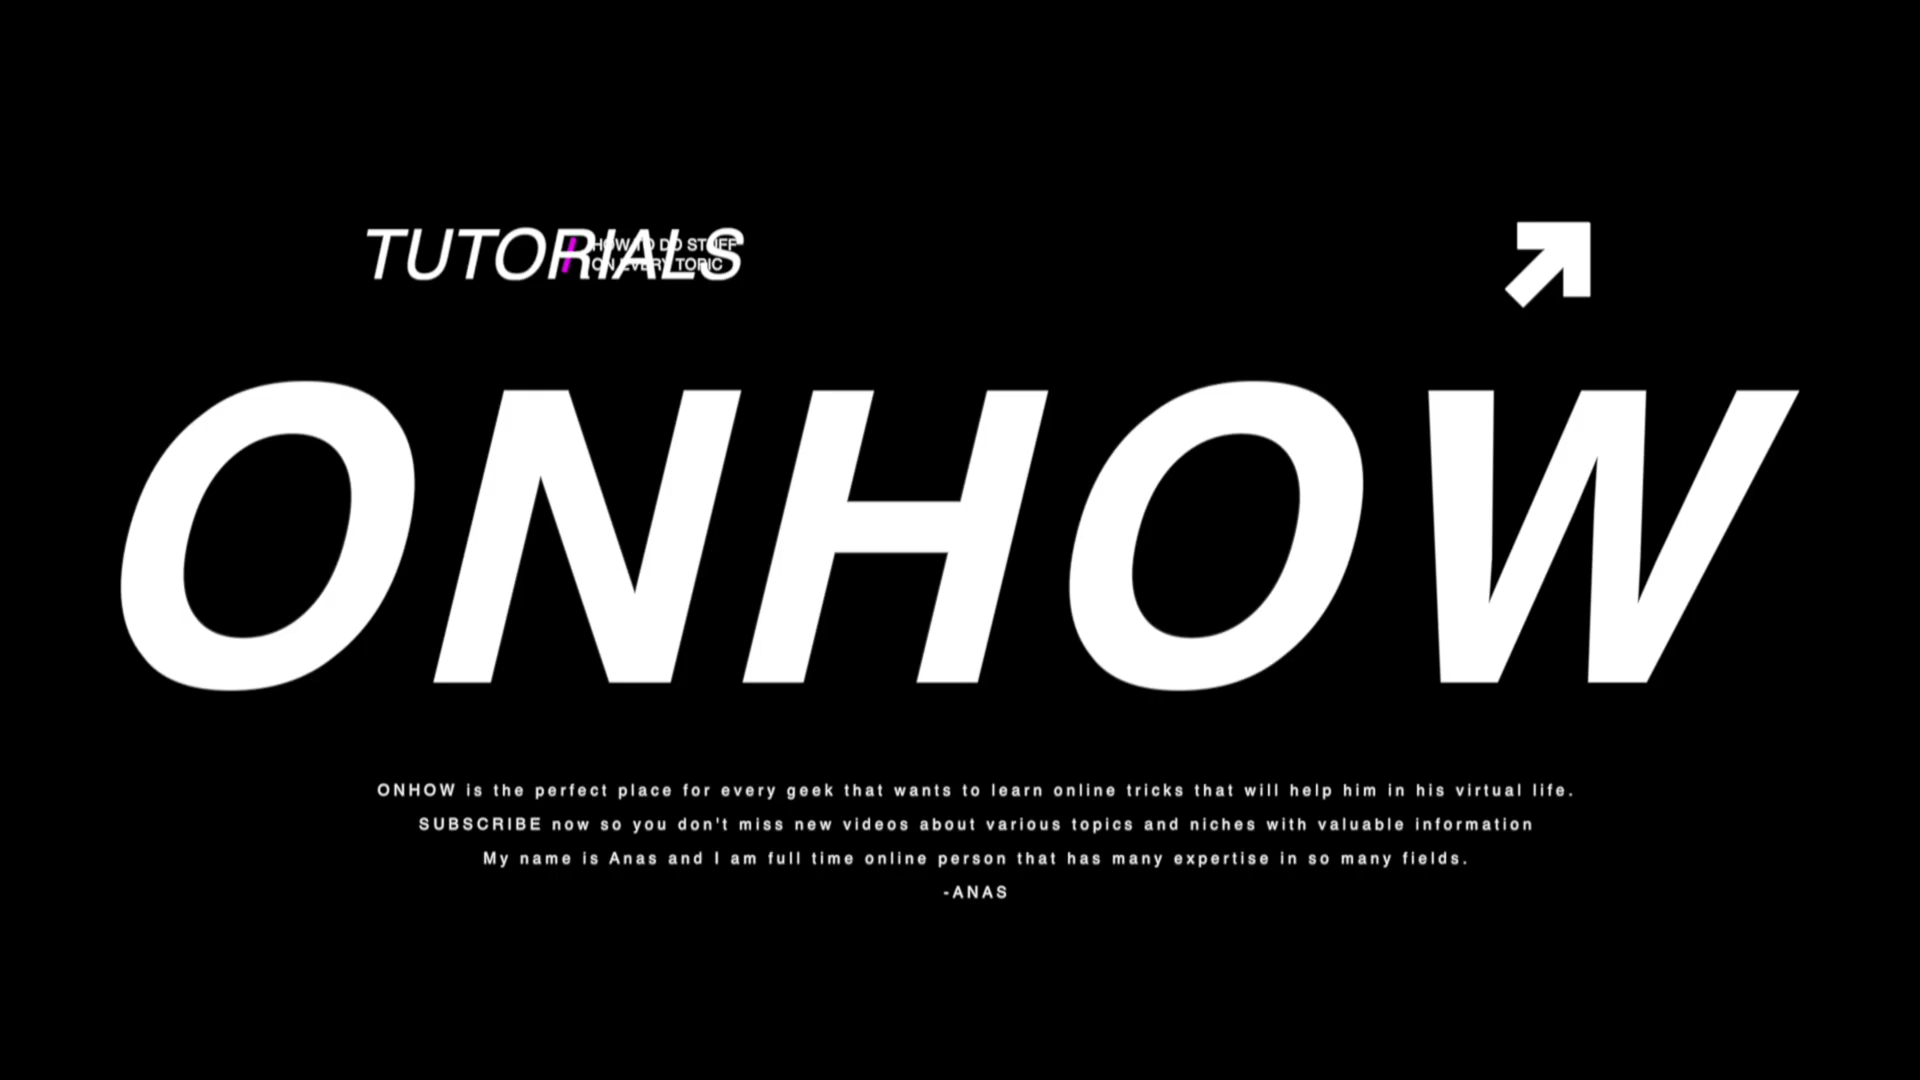 TUTORIALS
HOW TO DO STUFF
ON EVERY TOPIC
ONHOW
ONHOW is the perfect place for every geek that wants to learn online tricks that will help him in his virtual life.
SUBSCRIBE now so you don't miss new videos about various topics and niches with valuable information
My name is Anas and I am full time online person that has many expertise in so many fields.
-ANAS